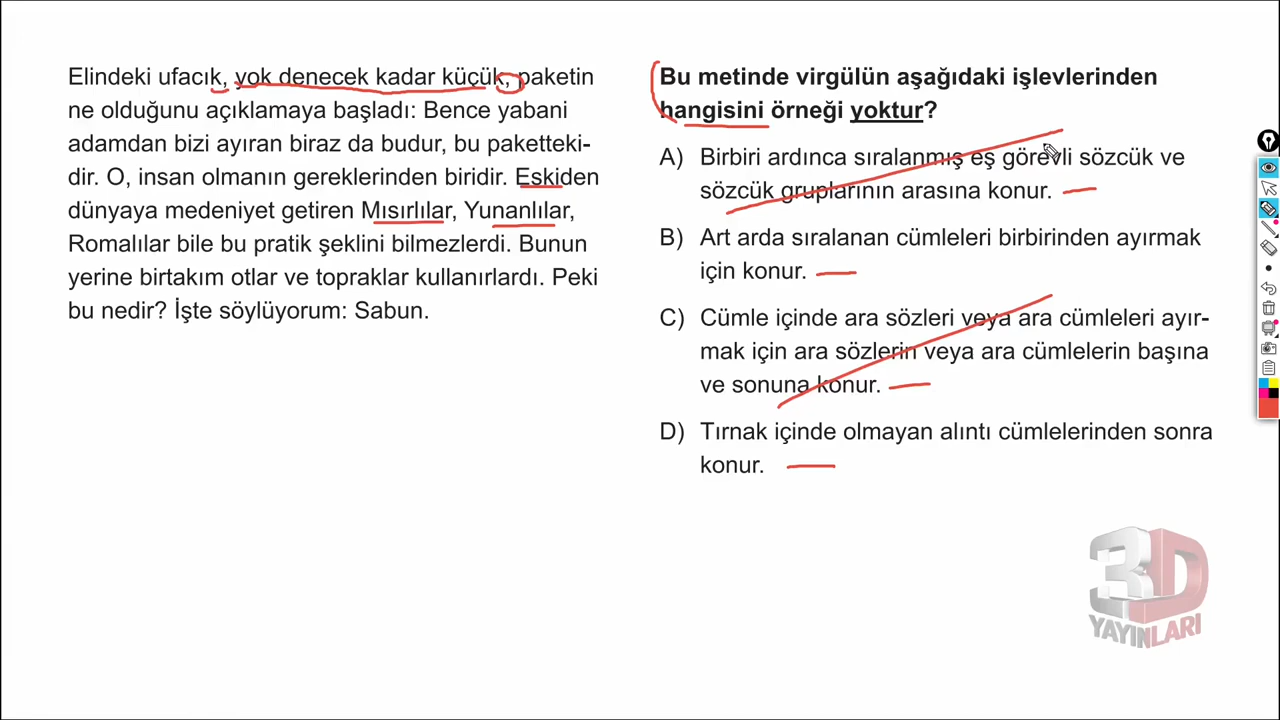 Elindeki ufacık, yok denecek kadar küçük, paketin
ne olduğunu açıklamaya başladı: Bence yabani
adamdan bizi ayıran biraz da budur, bu paketteki-
dir. O, insan olmanın gereklerinden biridir. Eskiden
dünyaya medeniyet getiren Mısırlılar, Yunanlılar,
Romalılar bile bu pratik şeklini bilmezlerdi. Bunun
yerine birtakım otlar ve topraklar kullanırlardı. Peki
bu nedir? İşte söylüyorum: Sabun.
Bu metinde virgülün aşağıdaki işlevlerinden
hangisini örneği yoktur?
A) Birbiri ardınca sıralanmış eş görevli sözcük ve
sözcük gruplarının arasına konur.
B) Art arda sıralanan cümleleri birbirinden ayırmak
için konur.
C) Cümle içinde ara sözleri veya ara cümleleri ayır-
mak için ara sözlerin veya ara cümlelerin başına
ve sonuna konur.
D) Tırnak içinde olmayan alıntı cümlelerinden sonra
konur.
3D
YAYINLARI